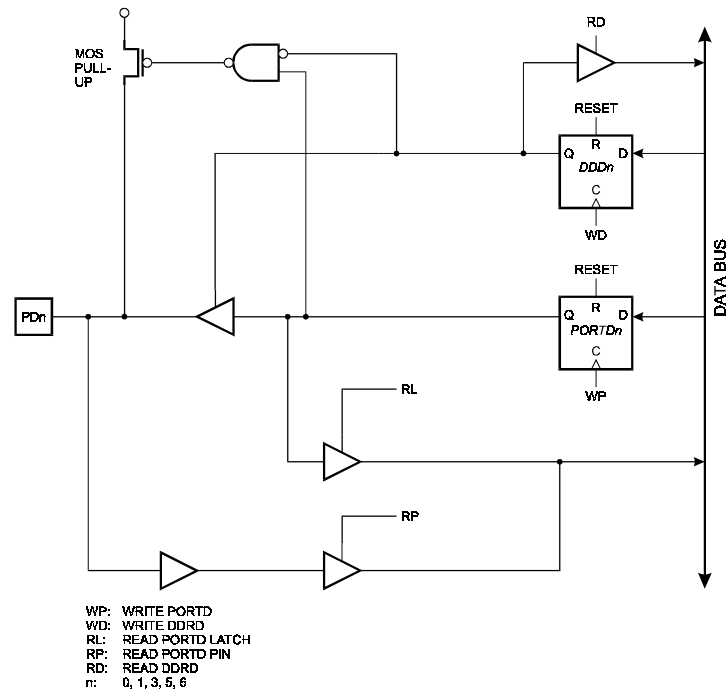 RD
MOS
PULL-
UP
RESET
R
Q
D
DDDn
C
WD
DATA BUS
RESET
R
Q
D
PORTDn
C
WP
PDn
RL
RP
WP: WRITE PORTD
WD: WRITE DDRD
RL: READ PORTD LATCH
RP: READ PORTD PIN
RD: READ DDRD
n: 0, 1, 3, 5, 6